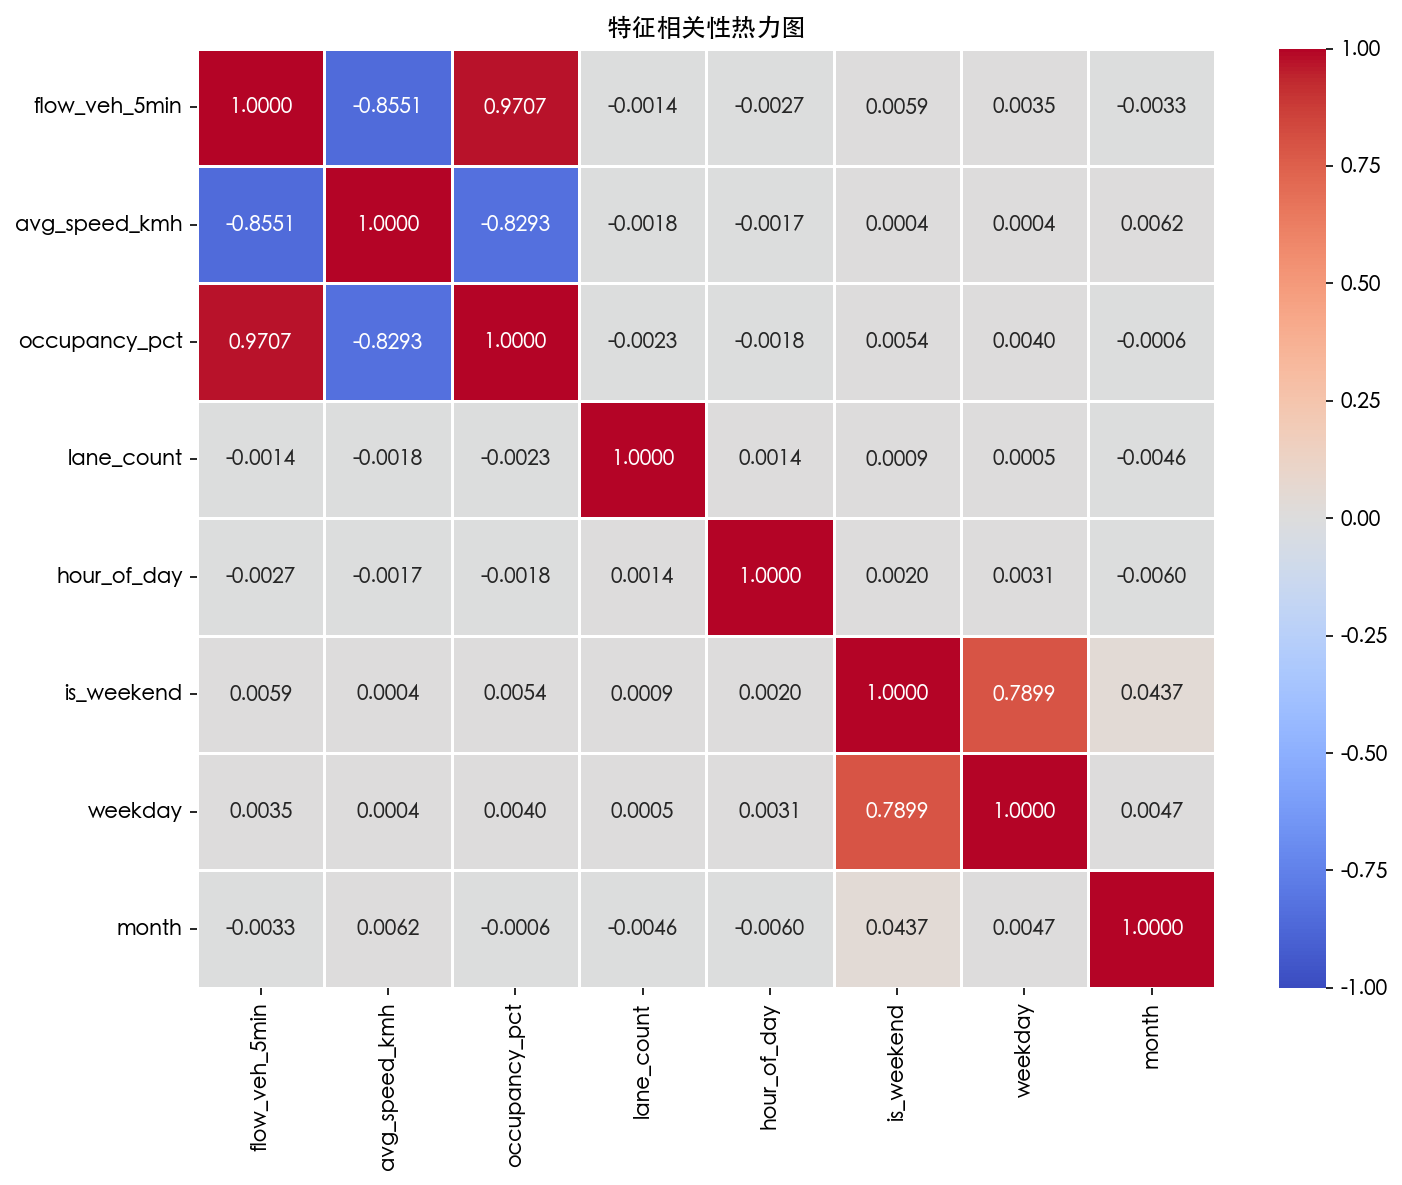 特征相关性热力图
flow_veh_5min 1.0000 -0.8551 0.9707 -0.0014 -0.0027 0.0059 0.0035 -0.0033
avg_speed_kmh -0.8551 1.0000 -0.8293 -0.0018 -0.0017 0.0004 0.0004 0.0062
occupancy_pct 0.9707 -0.8293 1.0000 -0.0023 -0.0018 0.0054 0.0040 -0.0006
lane_count -0.0014 -0.0018 -0.0023 1.0000 0.0014 0.0009 0.0005 -0.0046
hour_of_day -0.0027 -0.0017 -0.0018 0.0014 1.0000 0.0020 0.0031 -0.0060
is_weekend 0.0059 0.0004 0.0054 0.0009 0.0020 1.0000 0.7899 0.0437
weekday 0.0035 0.0004 0.0040 0.0005 0.0031 0.7899 1.0000 0.0047
month -0.0033 0.0062 -0.0006 -0.0046 -0.0060 0.0437 0.0047 1.0000
flow_veh_5min
avg_speed_kmh
occupancy_pct
lane_count
hour_of_day
is_weekend
weekday
month
1.00
0.75
0.50
0.25
0.00
-0.25
-0.50
-0.75
-1.00